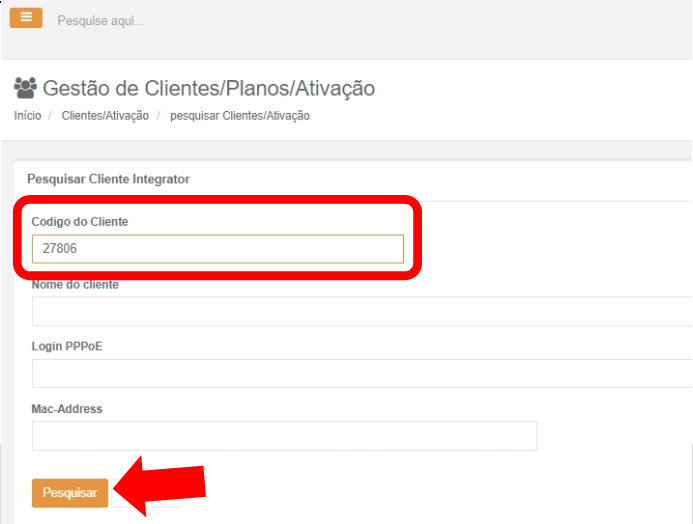 Pesquise aqui...
Gestão de Clientes/Planos/Ativação
Início / Clientes/Ativação / pesquisar Clientes/Ativação
Pesquisar Cliente Integrator
Codigo do Cliente
27806
Nome do cliente
Login PPPoE
Mac-Address
Pesquisar